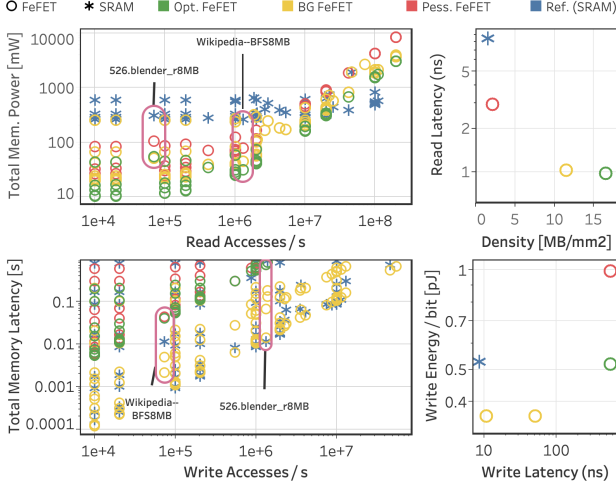 FeFET SRAM Opt. FeFET BG FeFET Pess. FeFET Ref. (SRAM)
Total Mem. Power [mW]
10000
1000
100
10
Wikipedia--BFS8MB
526.blender_r8MB
1e+4 1e+5 1e+6 1e+7 1e+8
Read Accesses / s
Read Latency (ns)
5
2
1
0 5 10 15
Density [MB/mm2]
Total Memory Latency [s]
0.1
0.01
0.001
0.0001
Wikipedia--
BFS8MB
526.blender_r8MB
1e+4 1e+5 1e+6 1e+7
Write Accesses / s
Write Energy / bit [pJ]
1
0.7
0.5
0.4
10 100
Write Latency (ns)